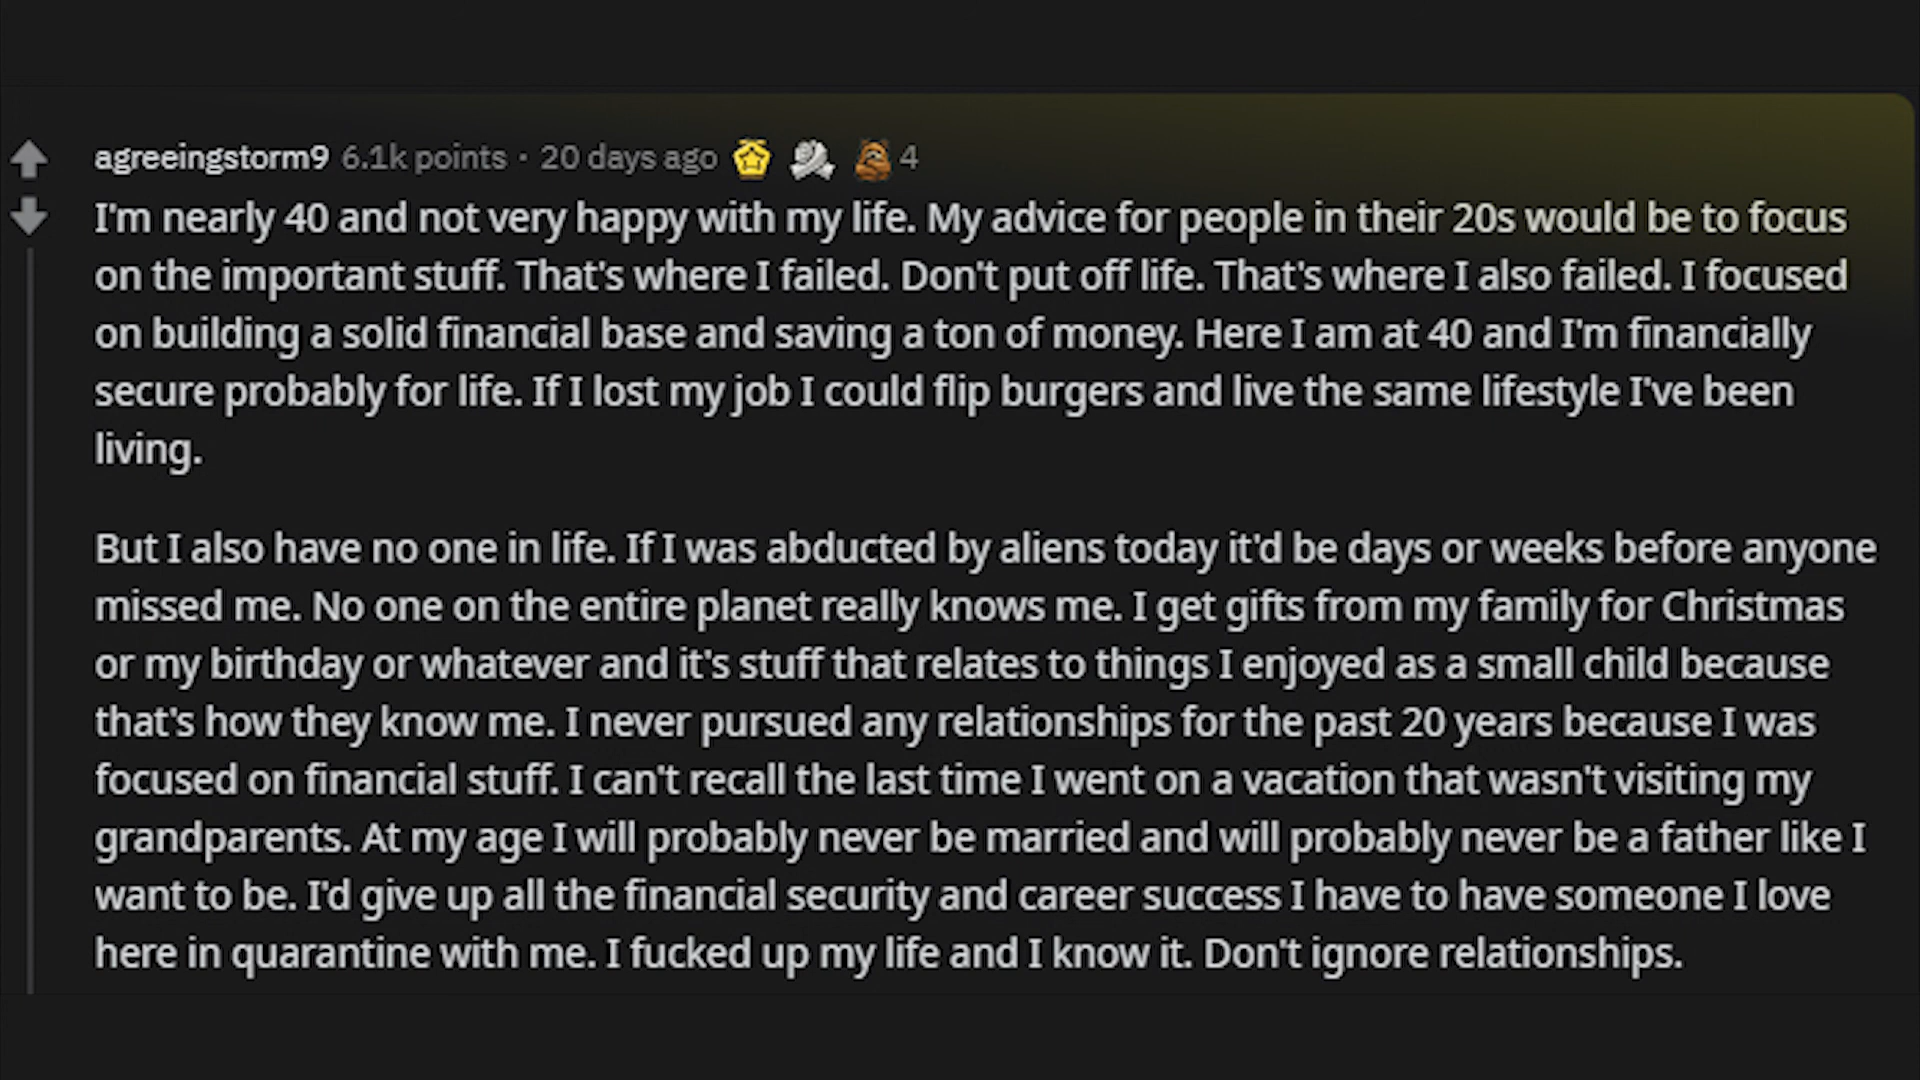 agreeingstorm9 6.1k points · 20 days ago 4
I'm nearly 40 and not very happy with my life. My advice for people in their 20s would be to focus
on the important stuff. That's where I failed. Don't put off life. That's where I also failed. I focused
on building a solid financial base and saving a ton of money. Here I am at 40 and I'm financially
secure probably for life. If I lost my job I could flip burgers and live the same lifestyle I've been
living.
But I also have no one in life. If I was abducted by aliens today it'd be days or weeks before anyone
missed me. No one on the entire planet really knows me. I get gifts from my family for Christmas
or my birthday or whatever and it's stuff that relates to things I enjoyed as a small child because
that's how they know me. I never pursued any relationships for the past 20 years because I was
focused on financial stuff. I can't recall the last time I went on a vacation that wasn't visiting my
grandparents. At my age I will probably never be married and will probably never be a father like I
want to be. I'd give up all the financial security and career success I have to have someone I love
here in quarantine with me. I fucked up my life and I know it. Don't ignore relationships.